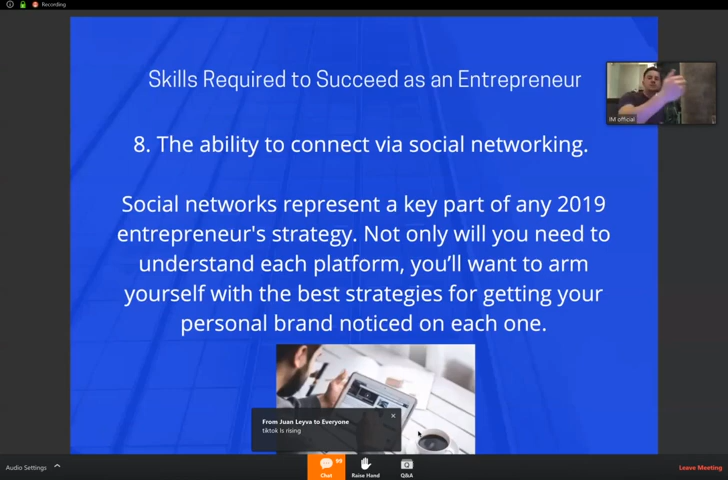 Recording
Skills Required to Succeed as an Entrepreneur
IM official
8. The ability to connect via social networking.
Social networks represent a key part of any 2019
entrepreneur's strategy. Not only will you need to
understand each platform, you'll want to arm
yourself with the best strategies for getting your
personal brand noticed on each one.
From Juan Leyva to Everyone
tiktok Is rising
Audio Settings
Chat
Raise Hand
Q&A
Leave Meeting